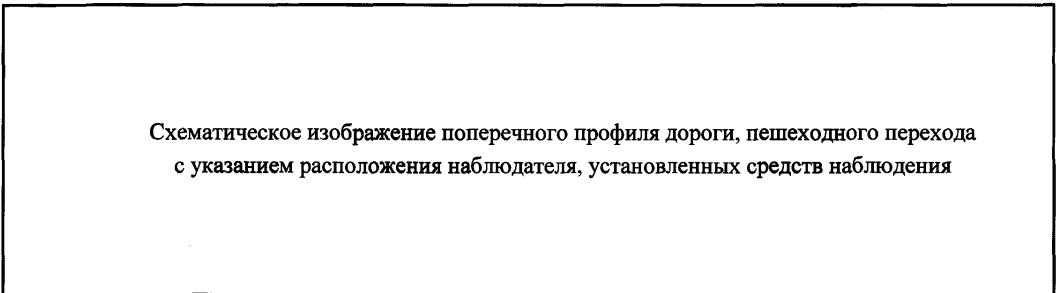 Схематическое изображение поперечного профиля дороги, пешеходного перехода
с указанием расположения наблюдателя, установленных средств наблюдения